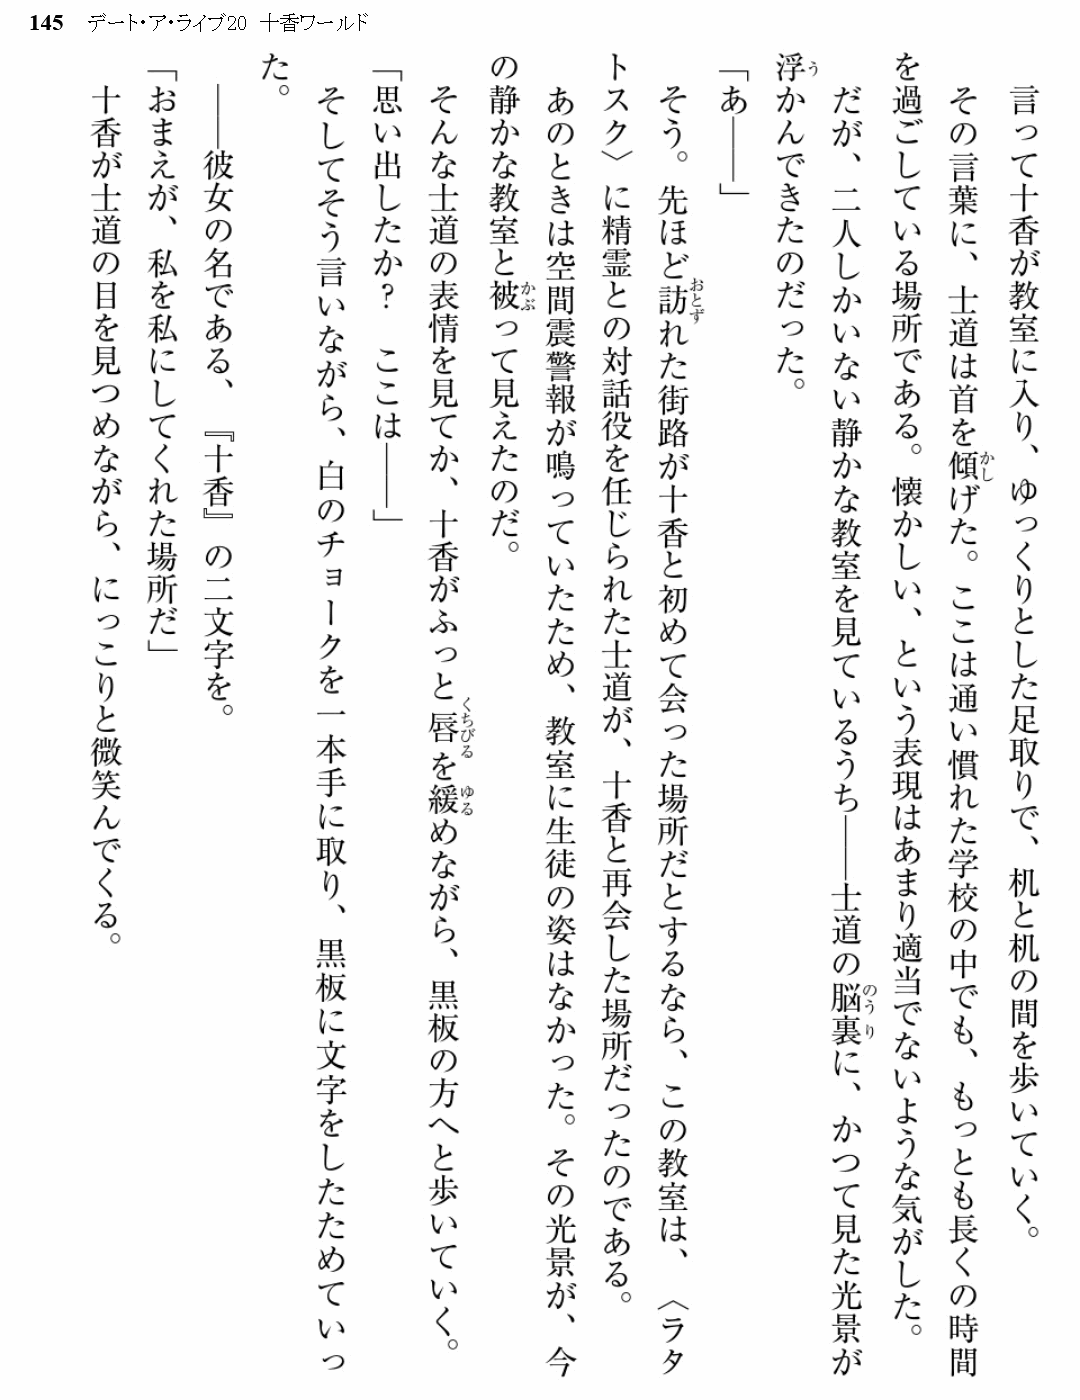 145 デート・ア・ライブ20 十香ワールド
言って十香が教室に入り、ゆっくりとした足取りで、机と机の間を歩いていく。
その言葉に、士道は首を傾げた。ここは通い慣れた学校の中でも、もっとも長くの時間
を過ごしている場所である。懐かしい、という表現はあまり適当でないような気がした。
だが、二人しかいない静かな教室を見ているうち――士道の脳裏に、かつて見た光景が
浮かんできたのだった。
「あ――」
そう。先ほど訪れた街路が十香と初めて会った場所だとするなら、この教室は、〈ラタ
トスク〉に精霊との対話役を任じられた士道が、十香と再会した場所だったのである。
あのときは空間震警報が鳴っていたため、教室に生徒の姿はなかった。その光景が、今
の静かな教室と被って見えたのだ。
そんな士道の表情を見てか、十香がふっと唇を緩めながら、黒板の方へと歩いていく。
「思い出したか? ここは――」
そしてそう言いながら、白のチョークを一本手に取り、黒板に文字をしたためていっ
た。
――彼女の名である、『十香』の二文字を。
「おまえが、私を私にしてくれた場所だ」
十香が士道の目を見つめながら、にっこりと微笑んでくる。